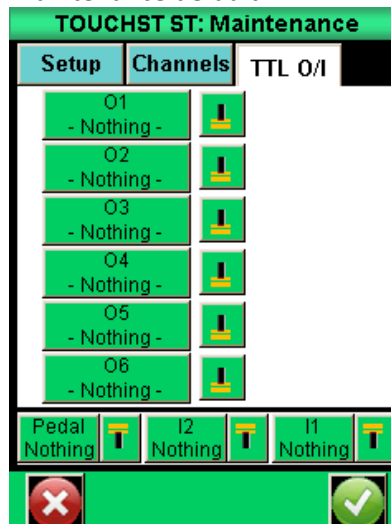 TOUCHST ST: Maintenance
Setup Channels TTL O/I
O1
- Nothing -
O2
- Nothing -
O3
- Nothing -
O4
- Nothing -
O5
- Nothing -
O6
- Nothing -
Pedal I2 I1
Nothing Nothing Nothing